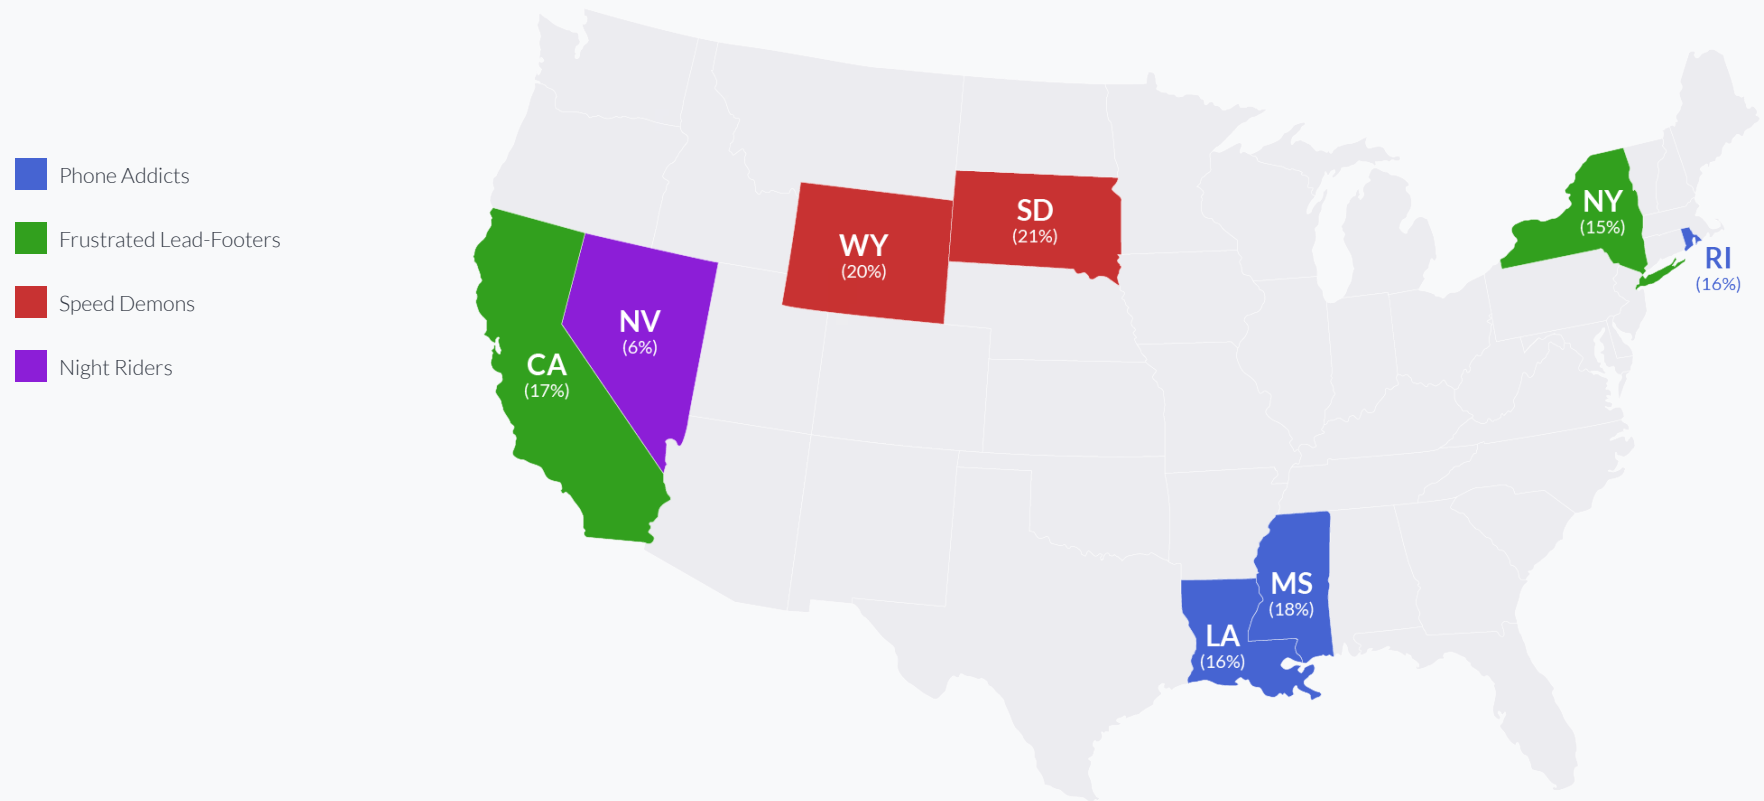 Phone Addicts
Frustrated Lead-Footers
Speed Demons
Night Riders
WY
(20%)
SD
(21%)
NY
(15%)
RI
(16%)
NV
(6%)
CA
(17%)
MS
(18%)
LA
(16%)